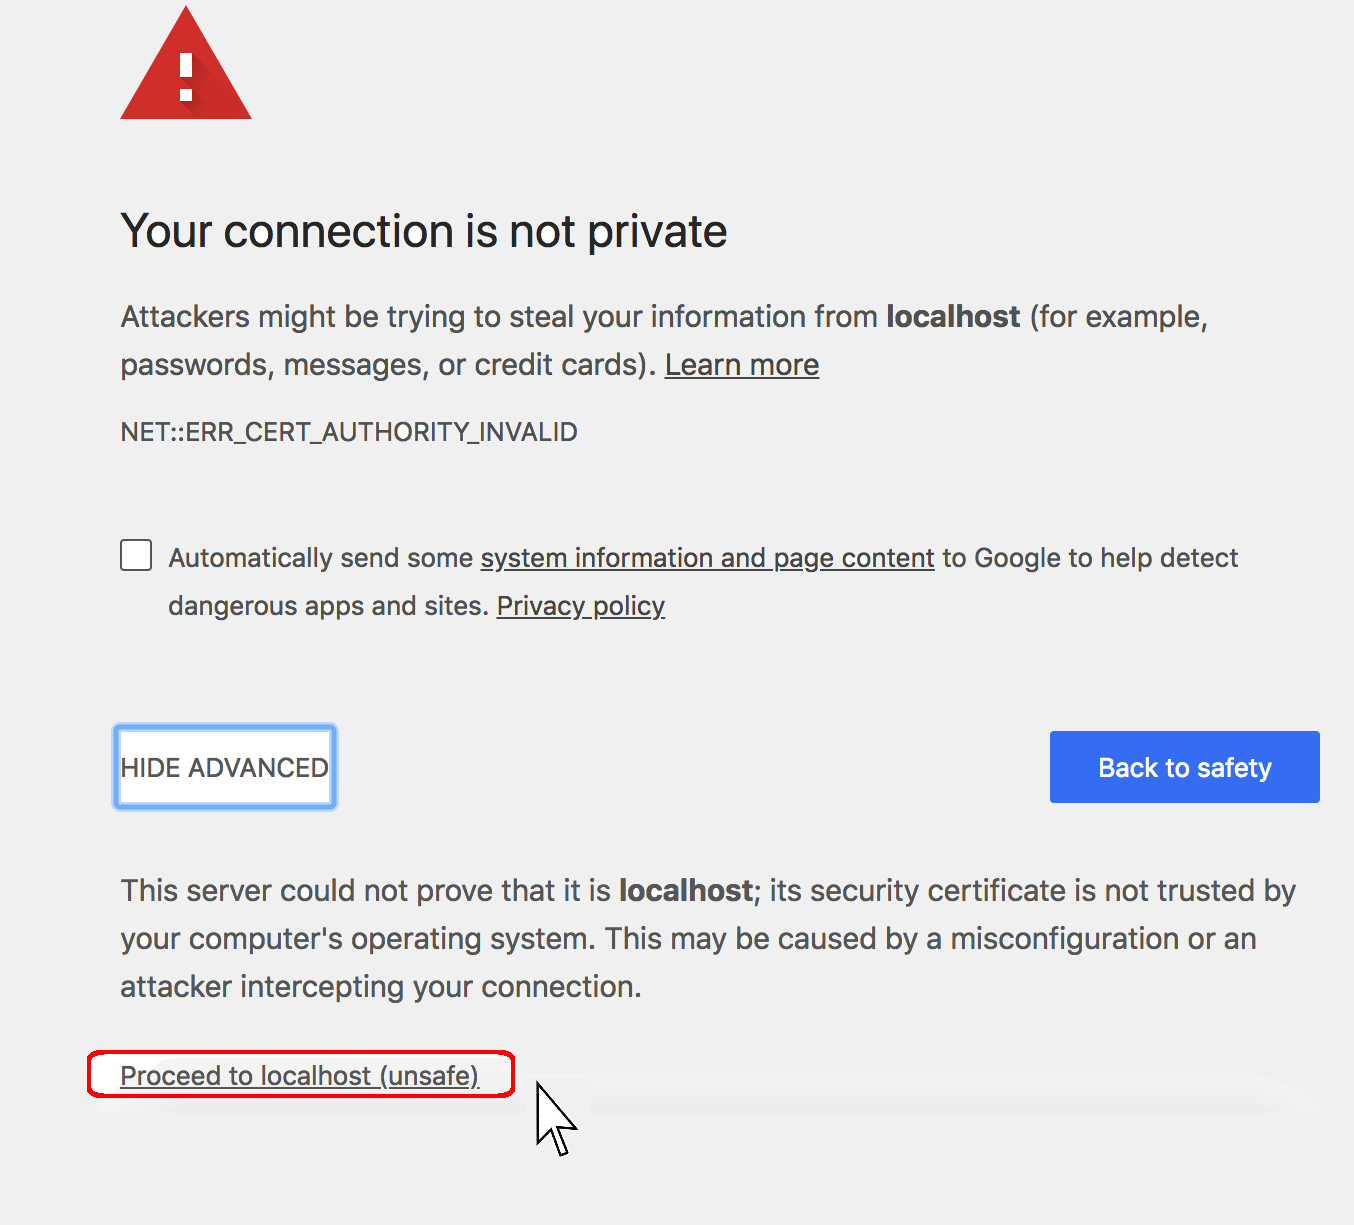 Your connection is not private
Attackers might be trying to steal your information from localhost (for example,
passwords, messages, or credit cards). Learn more
NET::ERR_CERT_AUTHORITY_INVALID
Automatically send some system information and page content to Google to help detect
dangerous apps and sites. Privacy policy
HIDE ADVANCED
Back to safety
This server could not prove that it is localhost; its security certificate is not trusted by
your computer's operating system. This may be caused by a misconfiguration or an
attacker intercepting your connection.
Proceed to localhost (unsafe)